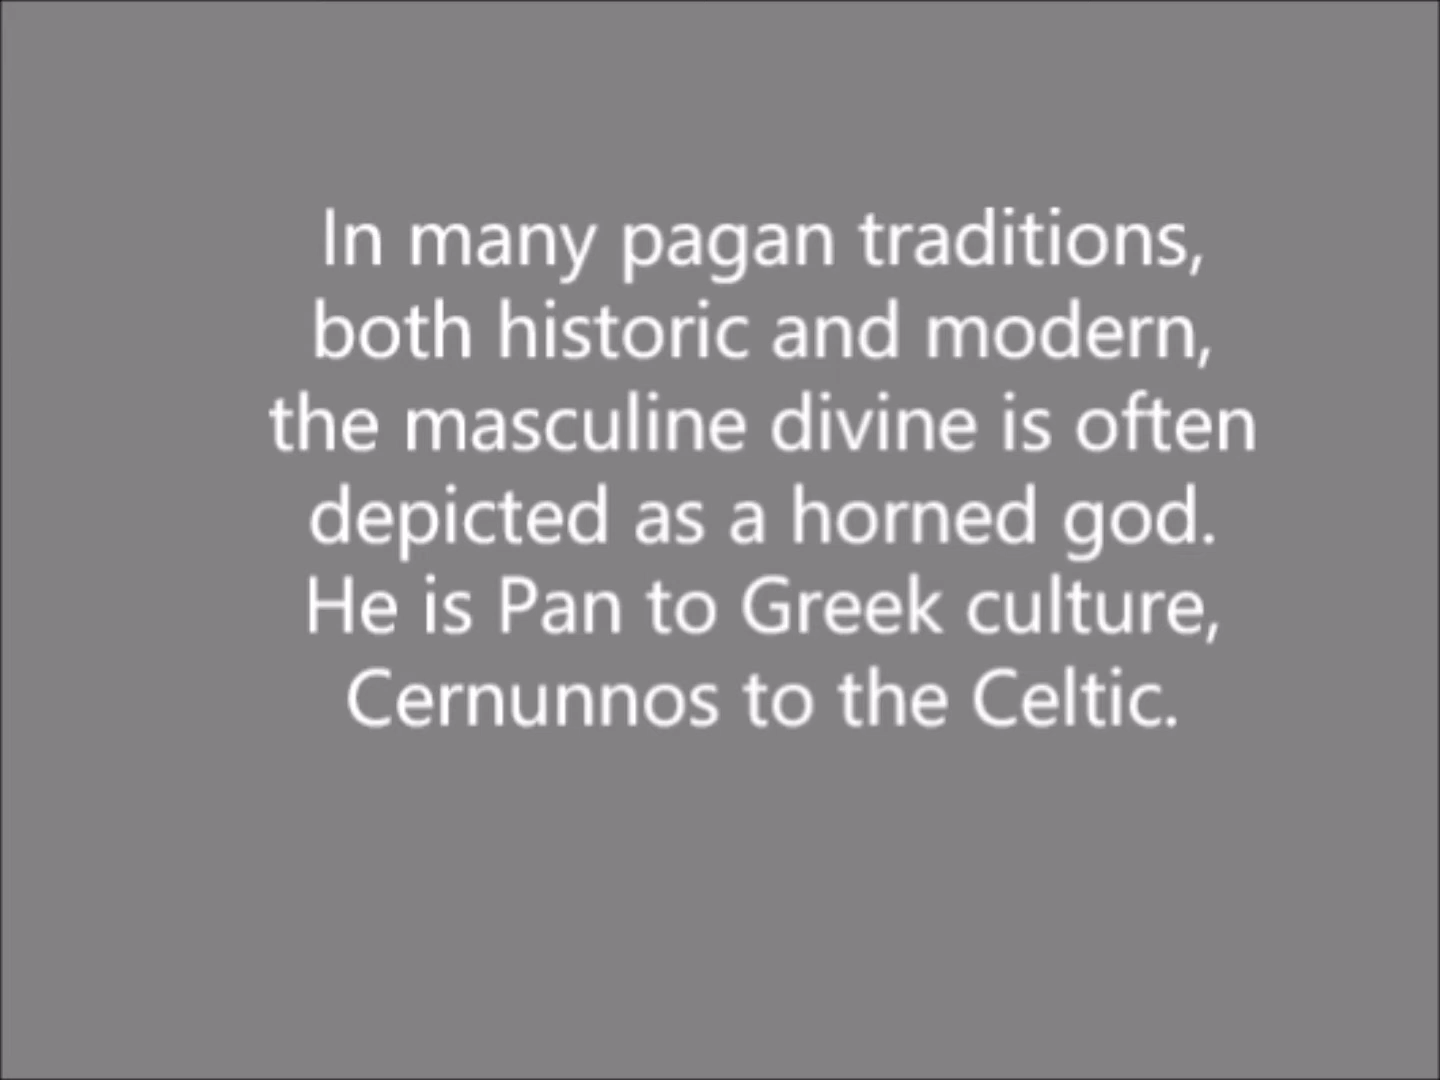 In many pagan traditions,
both historic and modern,
the masculine divine is often
depicted as a horned god.
He is Pan to Greek culture,
Cernunnos to the Celtic.